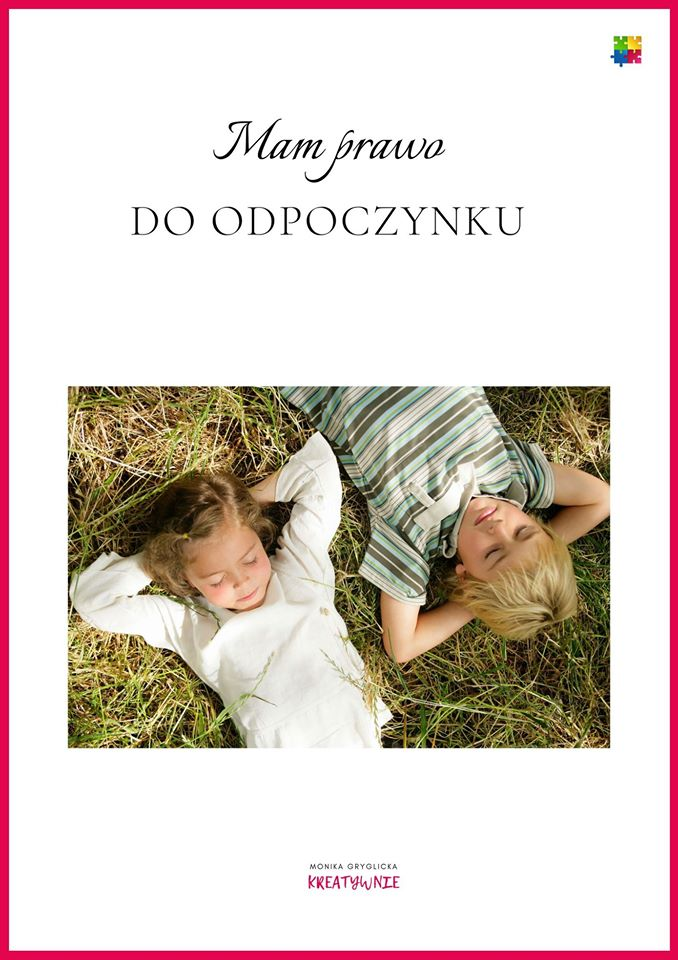 Mam prawo
DO ODPOCZYNKU
MONIKA GRYGLICKA
KREATYWNIE